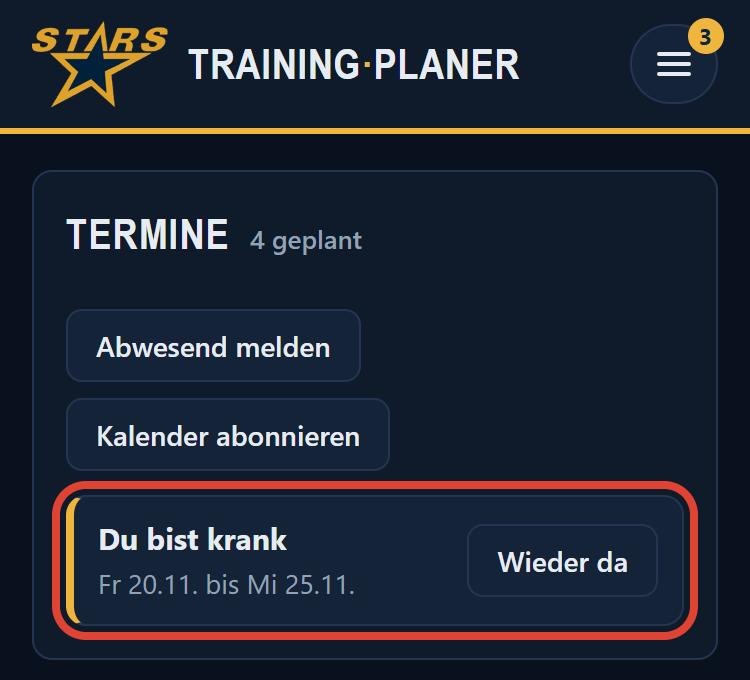 STARS
TRAINING·PLANER
3
TERMINE 4 geplant
Abwesend melden
Kalender abonnieren
Du bist krank
Fr 20.11. bis Mi 25.11.
Wieder da